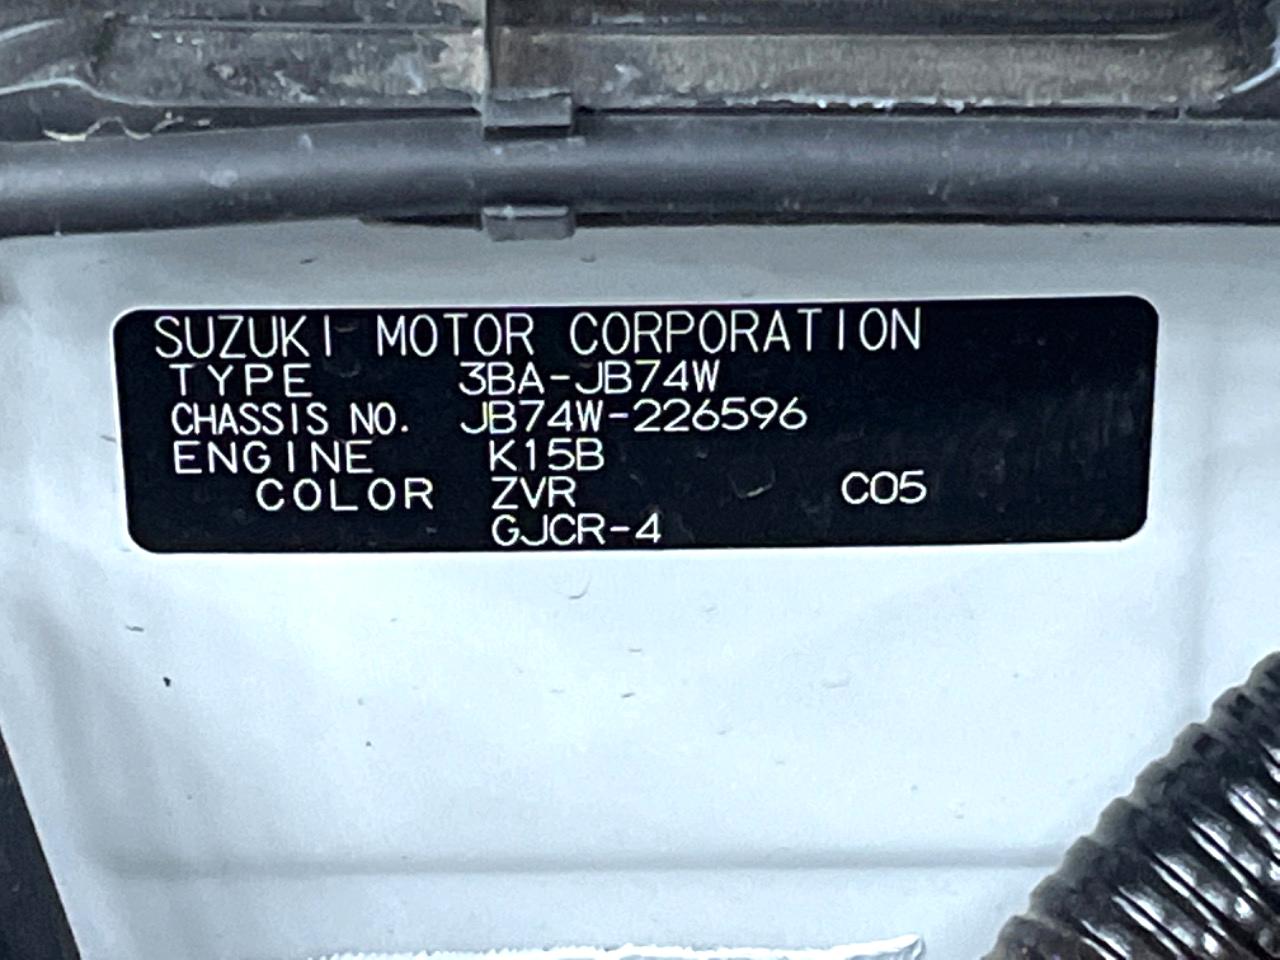 SUZUKI MOTOR CORPORATION
TYPE 3BA-JB74W
CHASSIS NO. JB74W-226596
ENGINE K15B
COLOR ZVR C05
GJCR-4